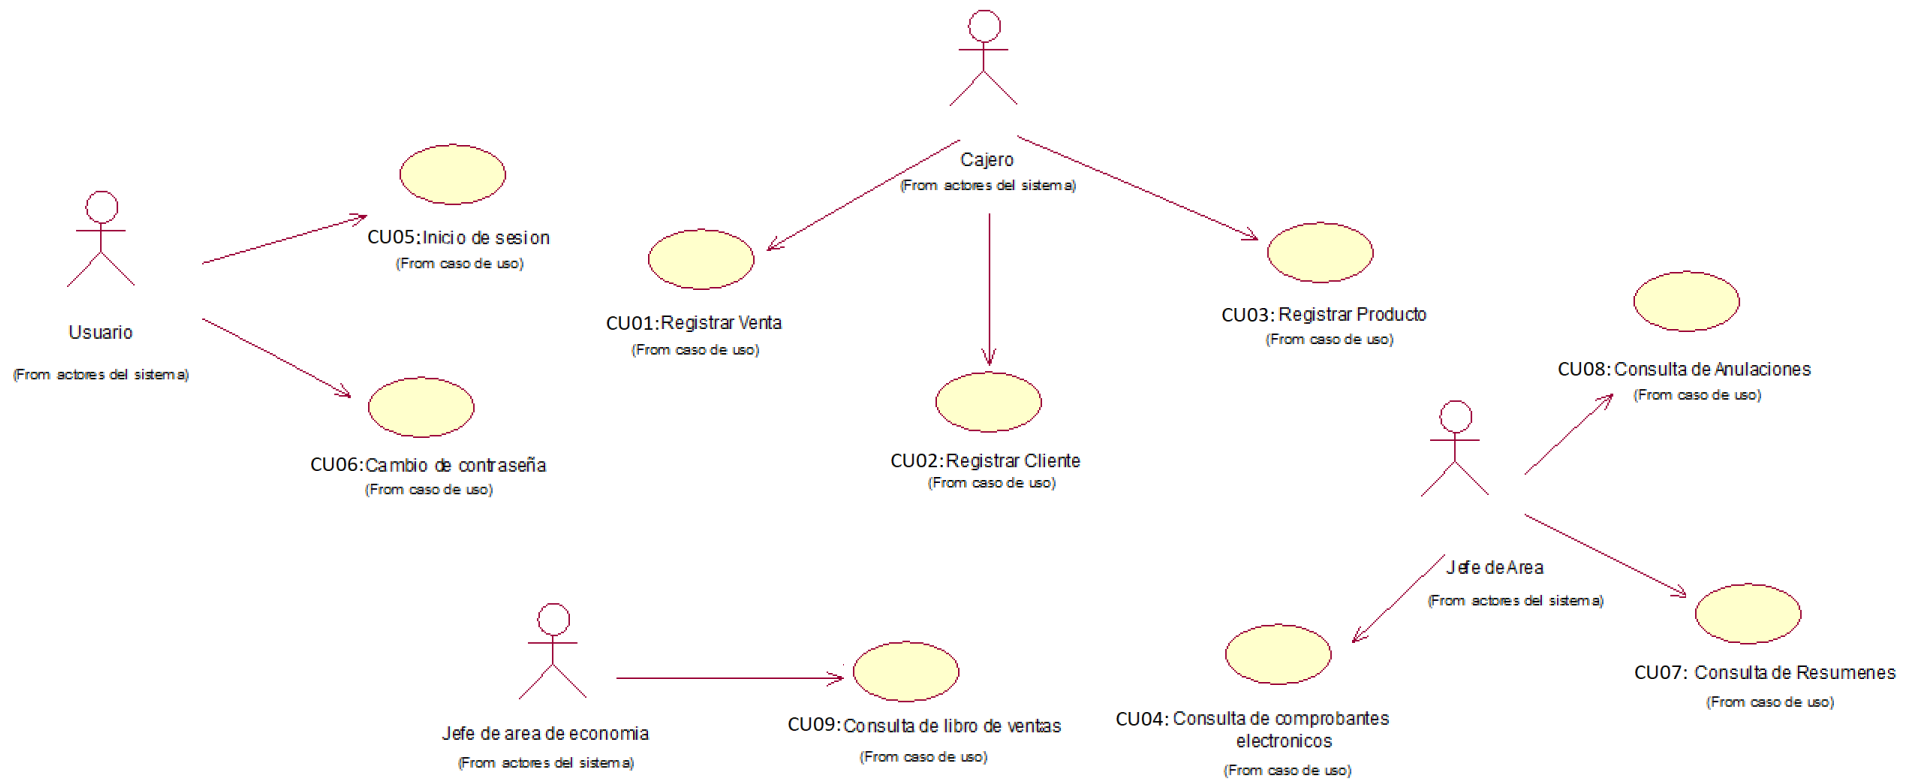 Cajero
(From actores del sistema)
CU05:Inicio de sesion
(From caso de uso)
Usuario
(From actores del sistema)
CU01:Registrar Venta
(From caso de uso)
CU03: Registrar Producto
(From caso de uso)
CU08: Consulta de Anulaciones
(From caso de uso)
CU06:Cambio de contraseña
(From caso de uso)
CU02:Registrar Cliente
(From caso de uso)
Jefe de Area
(From actores del sistema)
CU07: Consulta de Resumenes
(From caso de uso)
Jefe de area de economia
(From actores del sistema)
CU09:Consulta de libro de ventas
(From caso de uso)
CU04: Consulta de comprobantes
electronicos
(From caso de uso)